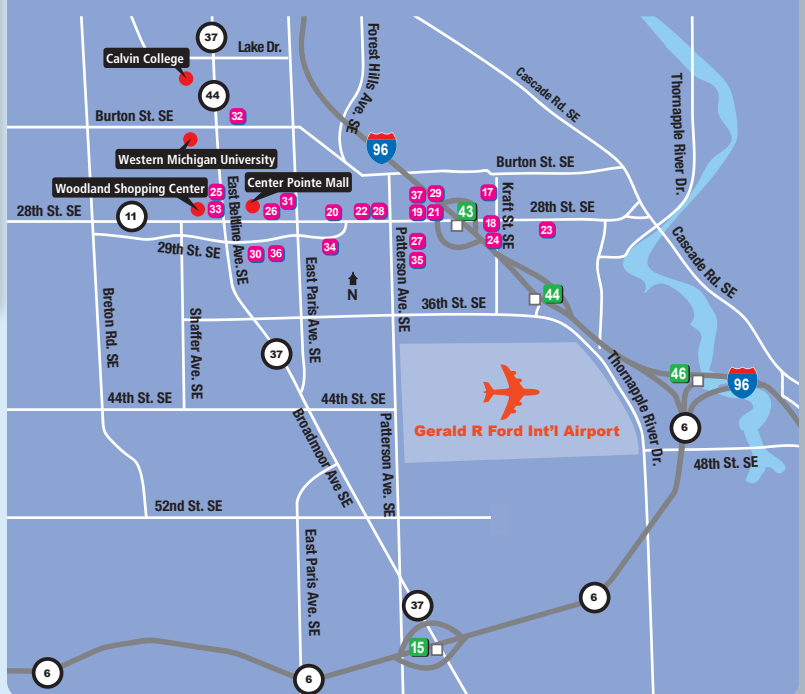 37
Lake Dr.
Calvin College
Forest Hills Ave. SE
Cascade Rd. SE
Thornapple River Dr.
44
32
Burton St. SE
96
Western Michigan University
Burton St. SE
Woodland Shopping Center
Center Pointe Mall
25
33
31
26
20
22
28
37
29
19
21
43
17
18
24
23
28th St. SE
11
28th St. SE
Kraft St. SE
East Beltline Ave. SE
29th St. SE
30
36
34
27
35
Patterson Ave. SE
East Paris Ave. SE
N
Cascade Rd. SE
Breton Rd. SE
Shaffer Ave. SE
36th St. SE
44
37
Thornapple River Dr.
46
96
44th St. SE
44th St. SE
Gerald R Ford Int'l Airport
6
Broadmoor Ave SE
Patterson Ave. SE
48th St. SE
52nd St. SE
East Paris Ave. SE
37
6
15
6
6